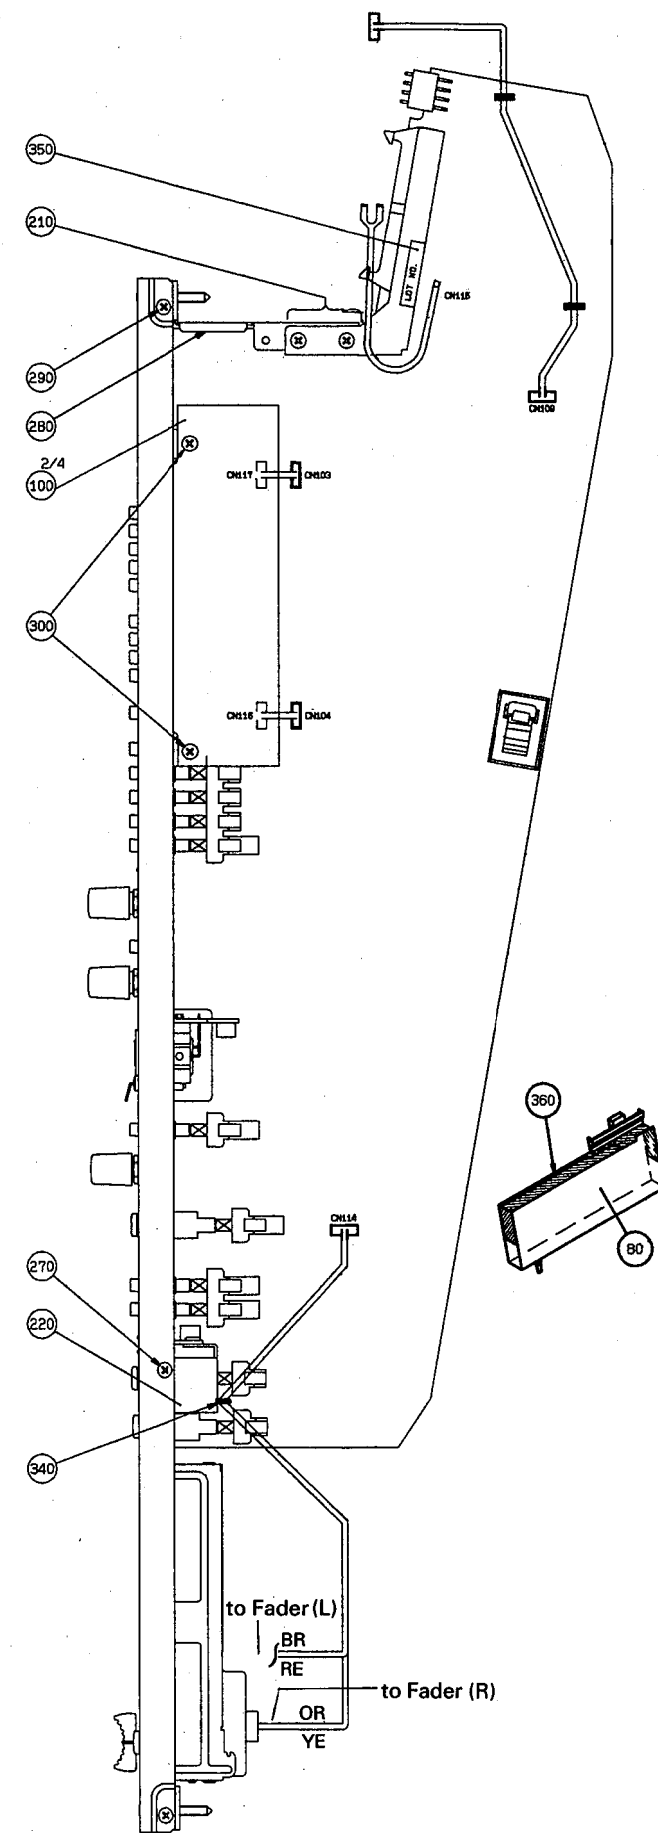 350
210
LOT NO.
CN115
290
280
CN109
2/4
100
CN117
CN103
300
CN116
CN104
360
80
CN114
270
220
340
to Fader (L)
BR
RE
to Fader (R)
OR
YE